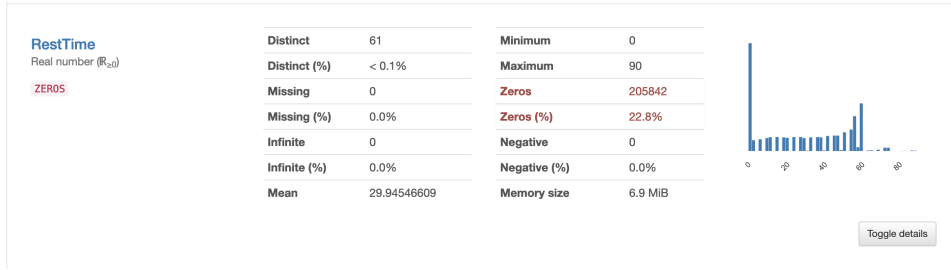 RestTime
Real number (ℝ≥0)
ZEROS
Distinct 61
Distinct (%) < 0.1%
Missing 0
Missing (%) 0.0%
Infinite 0
Infinite (%) 0.0%
Mean 29.94546609
Minimum 0
Maximum 90
Zeros 205842
Zeros (%) 22.8%
Negative 0
Negative (%) 0.0%
Memory size 6.9 MiB
0 20 40 60 80
Toggle details